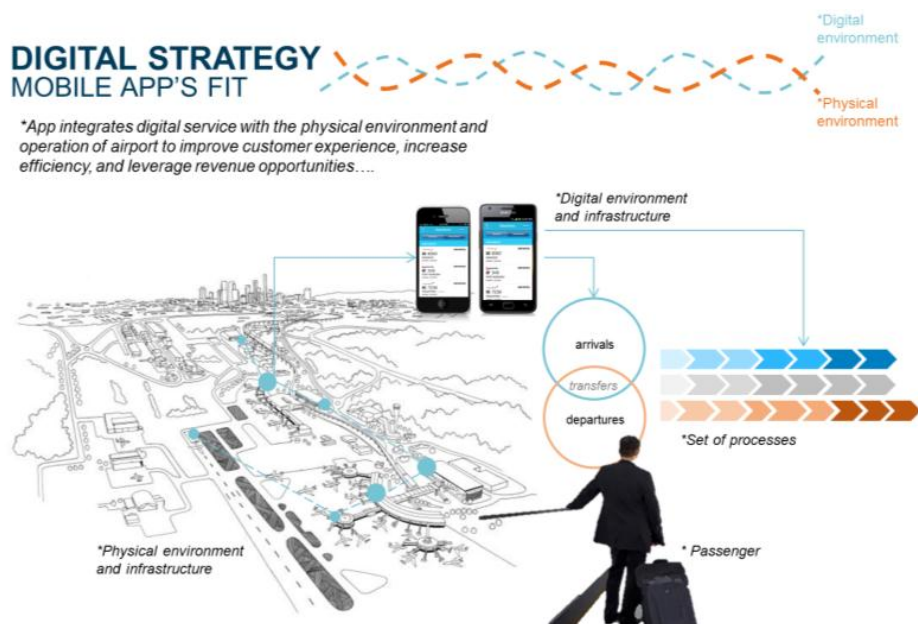 *Digital
environment
DIGITAL STRATEGY
MOBILE APP'S FIT
*Physical
environment
*App integrates digital service with the physical environment and
operation of airport to improve customer experience, increase
efficiency, and leverage revenue opportunities….
*Digital environment
and infrastructure
arrivals
transfers
departures
*Set of processes
*Physical environment
and infrastructure
* Passenger